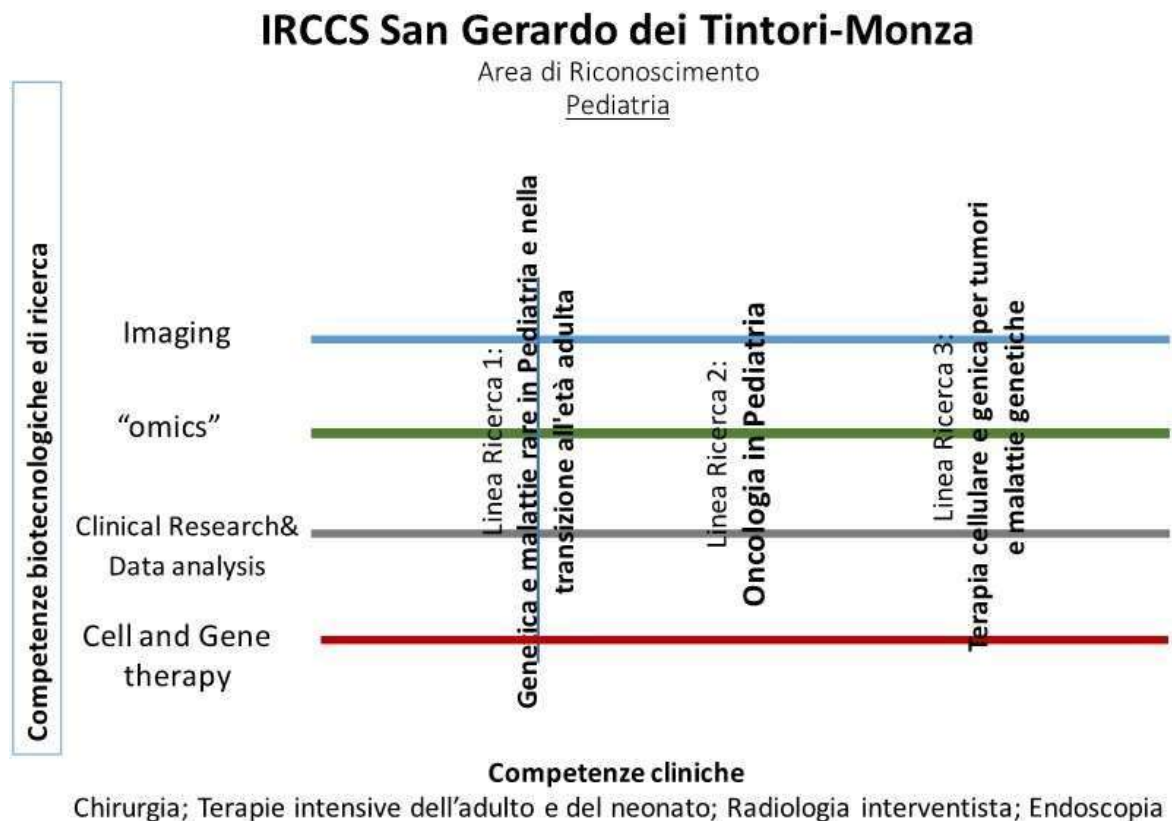 IRCCS San Gerardo dei Tintori-Monza
Area di Riconoscimento
Pediatria
Competenze biotecnologiche e di ricerca
Imaging
“omics”
Clinical Research&
Data analysis
Cell and Gene
therapy
Linea Ricerca 1:
Genetica e malattie rare in Pediatria e nella
transizione all'età adulta
Linea Ricerca 2:
Oncologia in Pediatria
Linea Ricerca 3:
Terapia cellulare e genica per tumori
e malattie genetiche
Competenze cliniche
Chirurgia; Terapie intensive dell’adulto e del neonato; Radiologia interventista; Endoscopia